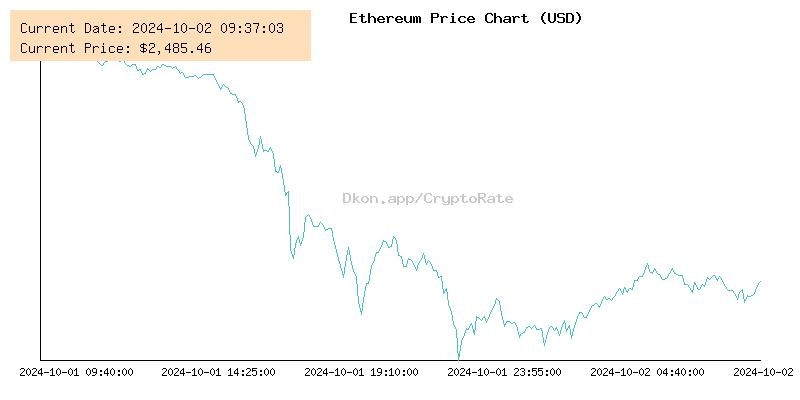 Ethereum Price Chart (USD)
Current Date: 2024-10-02 09:37:03
Current Price: $2,485.46
Dkon.app/CryptoRate
2024-10-01 09:40:00 2024-10-01 14:25:00 2024-10-01 19:10:00 2024-10-01 23:55:00 2024-10-02 04:40:00 2024-10-02